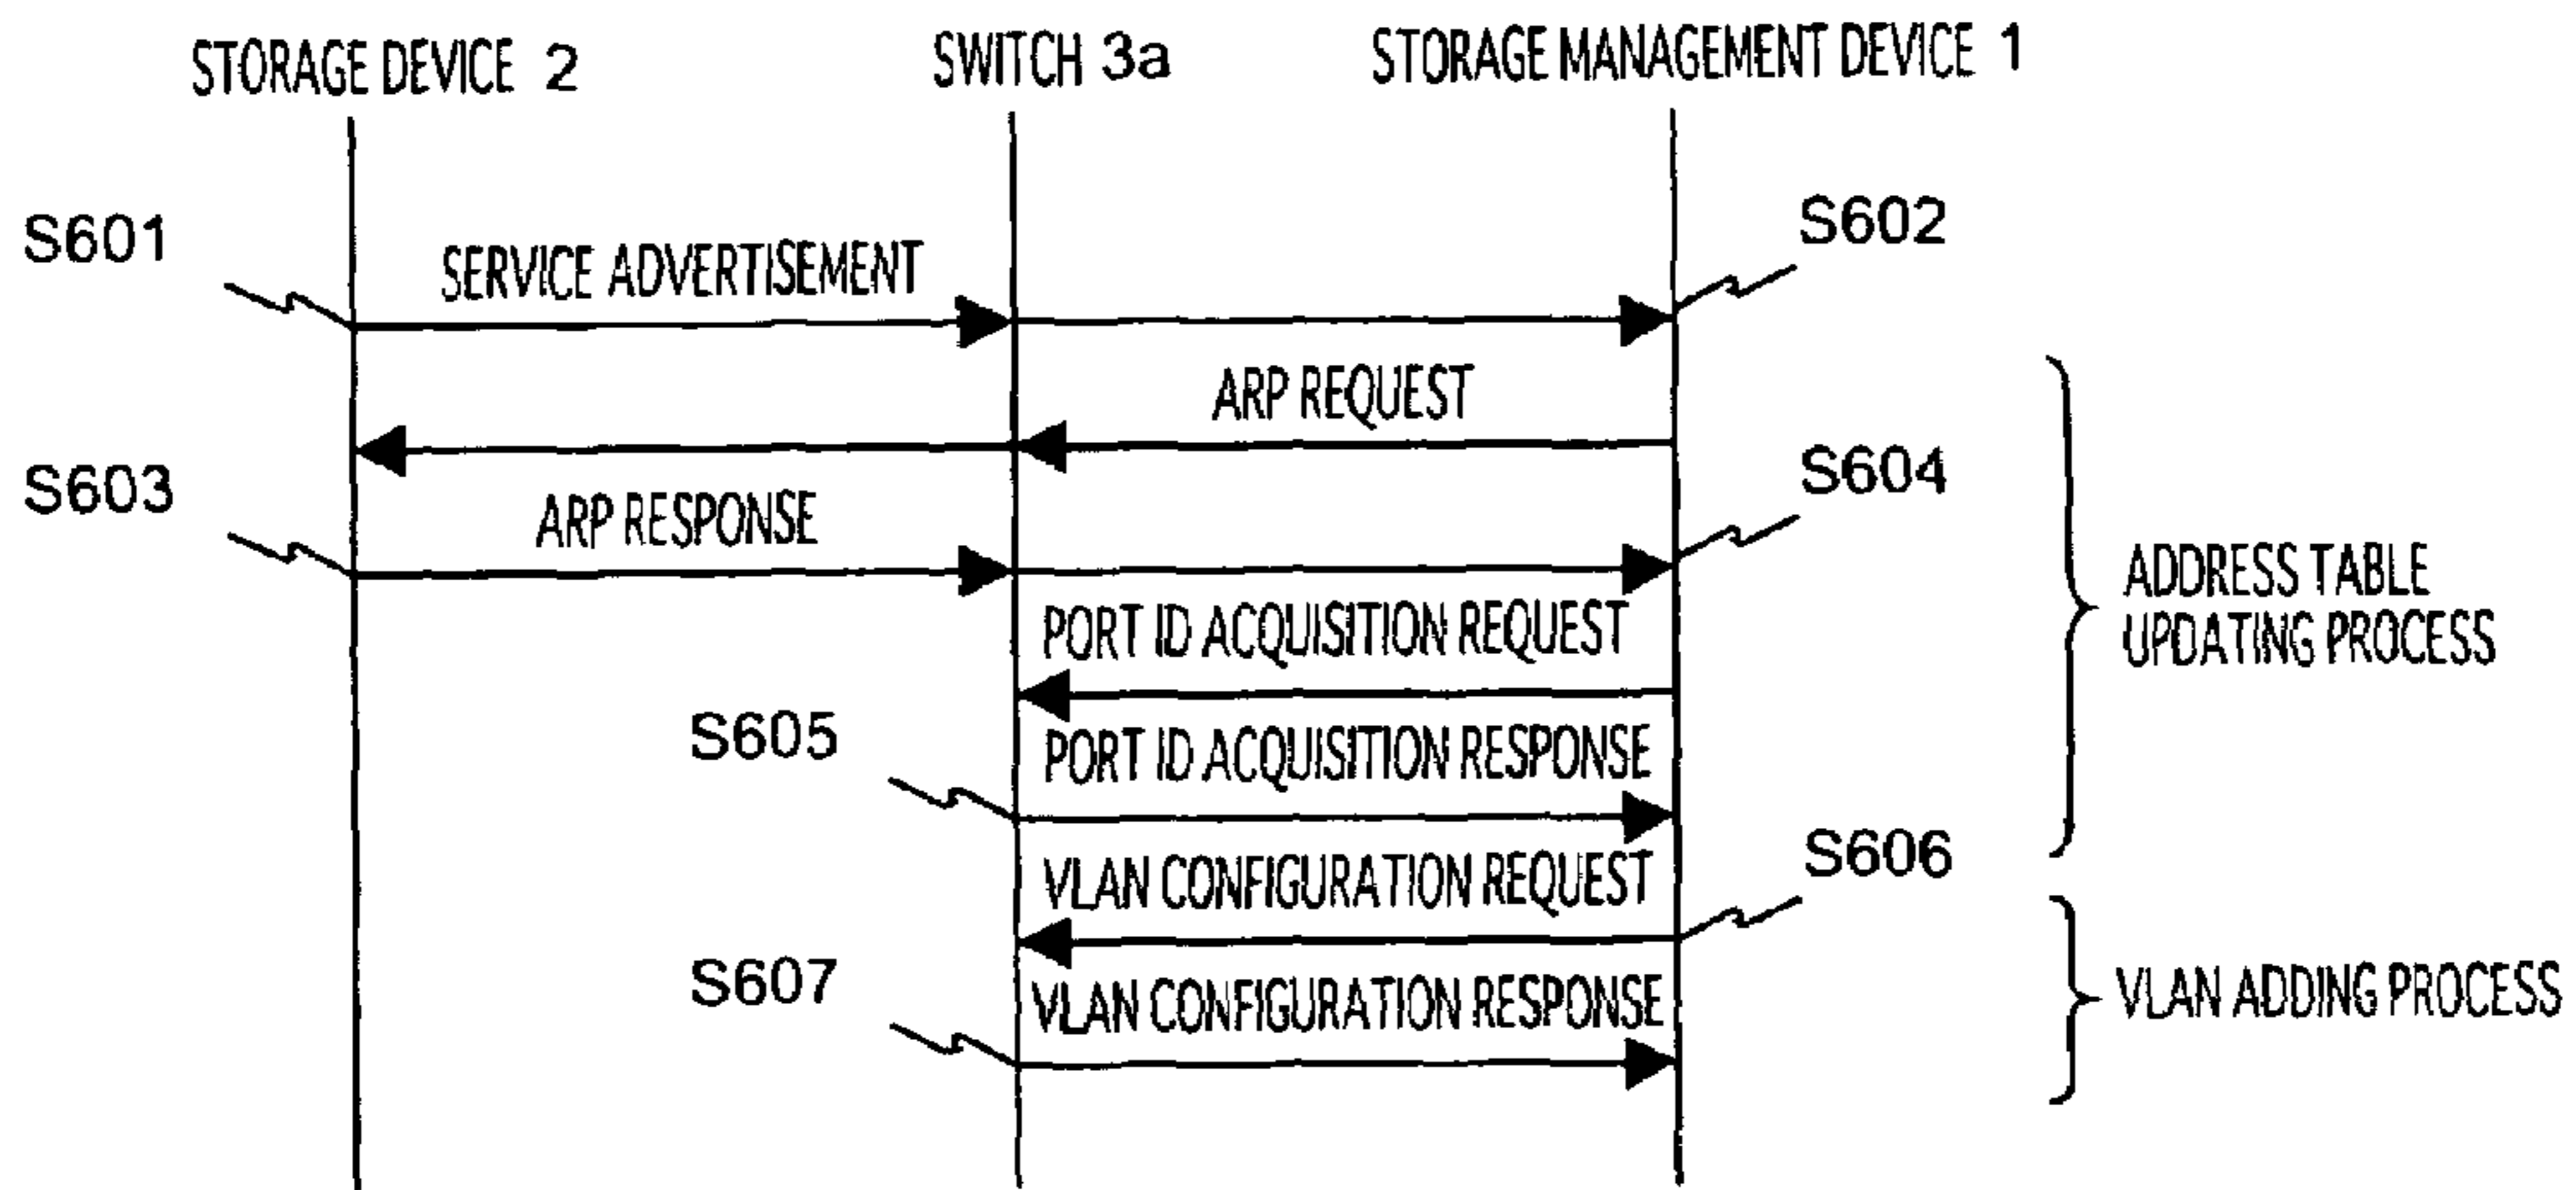 STORAGE DEVICE 2
SWITCH 3a
STORAGE MANAGEMENT DEVICE 1
S601
SERVICE ADVERTISEMENT
S602
ARP REQUEST
S603
ARP RESPONSE
S604
PORT ID ACQUISITION REQUEST
ADDRESS TABLE
UPDATING PROCESS
S605
PORT ID ACQUISITION RESPONSE
VLAN CONFIGURATION REQUEST
S606
S607
VLAN CONFIGURATION RESPONSE
VLAN ADDING PROCESS